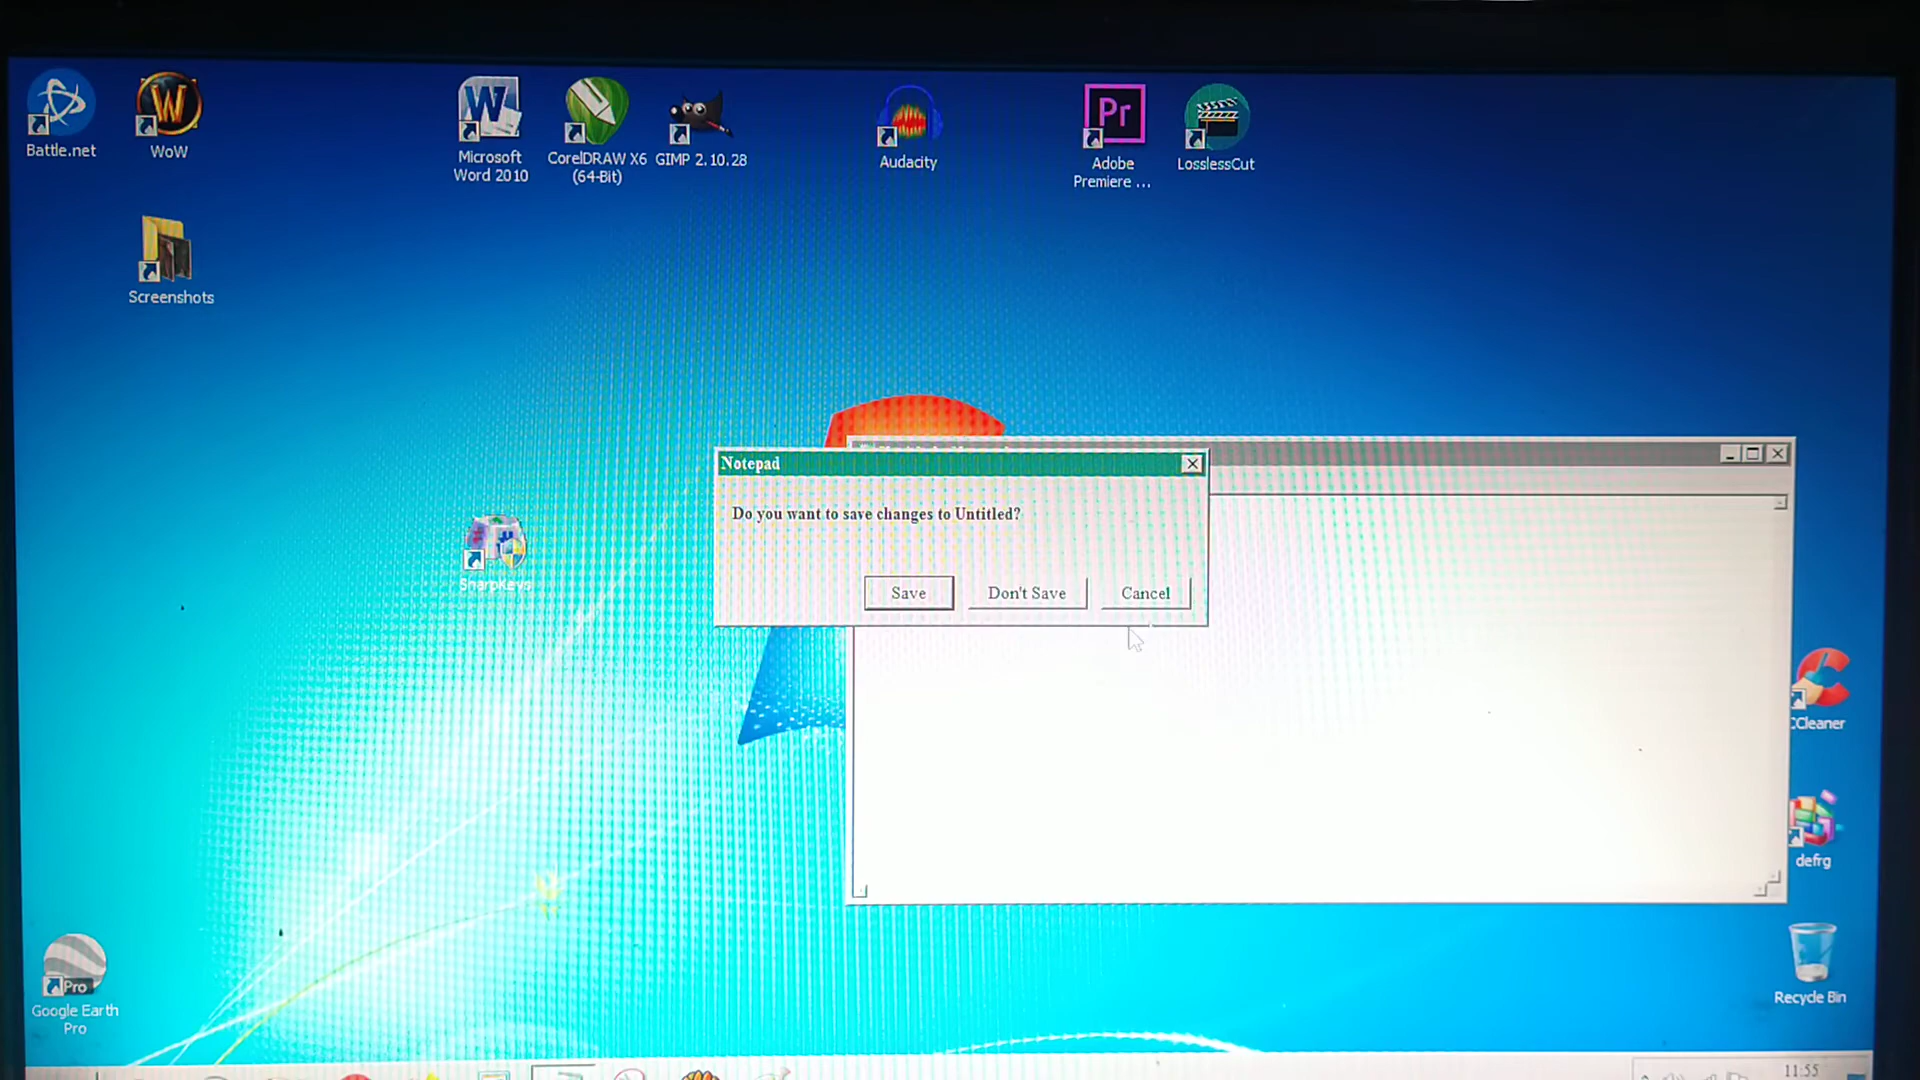 Battle.net
WoW
Microsoft
Word 2010
CorelDRAW X6
(64-Bit)
GIMP 2.10.28
Audacity
Pr
Adobe
Premiere ...
LosslessCut
Screenshots
Notepad
Do you want to save changes to Untitled?
Save
Don't Save
Cancel
SharpKeys
CCleaner
defrg
Pro
Google Earth
Pro
Recycle Bin
11:55